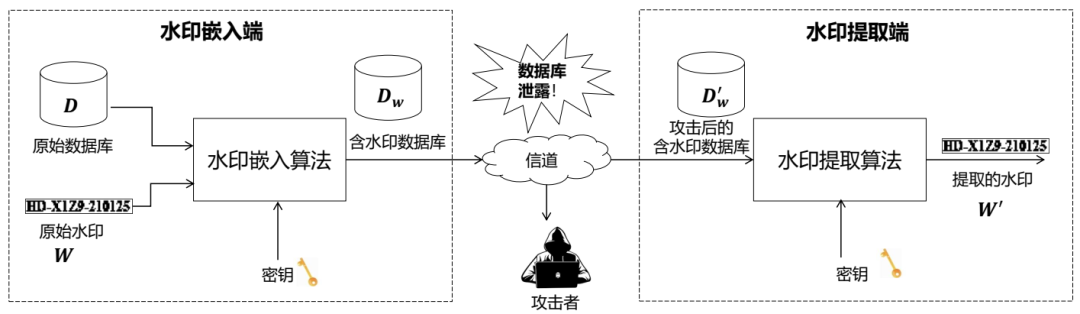 水印嵌入端
D
原始数据库
HD-X1Z9-210125
原始水印
W
水印嵌入算法
密钥
D_w
含水印数据库
数据库
泄露！
信道
攻击者
水印提取端
D'_w
攻击后的
含水印数据库
水印提取算法
密钥
HD-X1Z9-210125
提取的水印
W'